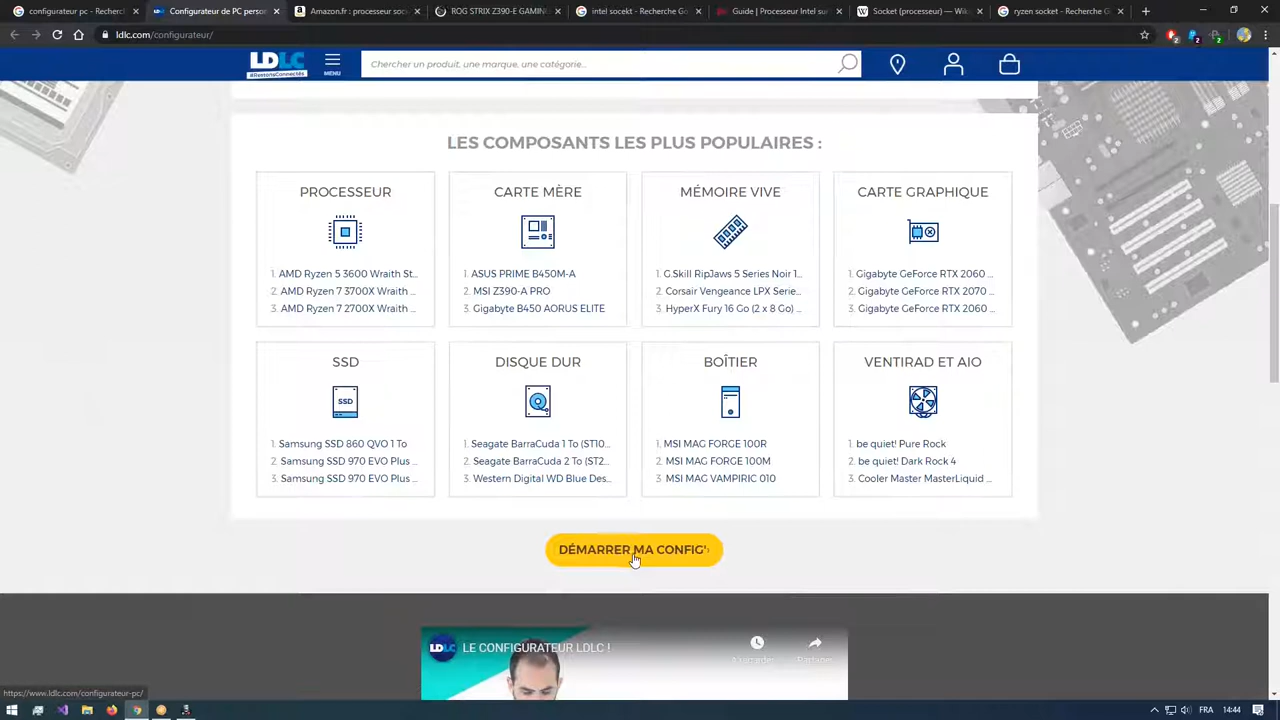 configurateur pc - Recherc
Configurateur de PC person
Amazon.fr : processeur soc
ROG STRIX Z390-E GAMIN
intel sockt - Recherche Go
Guide | Processeur Intel su
Socket (processeur) — Wik
ryzen socket - Recherche G
ldlc.com/configurateur/
LDLC
#RestonsConnectés
MENU
Chercher un produit, une marque, une catégorie...
LES COMPOSANTS LES PLUS POPULAIRES :
PROCESSEUR
1. AMD Ryzen 5 3600 Wraith St...
2. AMD Ryzen 7 3700X Wraith ...
3. AMD Ryzen 7 2700X Wraith ...
CARTE MÈRE
1. ASUS PRIME B450M-A
2. MSI Z390-A PRO
3. Gigabyte B450 AORUS ELITE
MÉMOIRE VIVE
1. G.Skill RipJaws 5 Series Noir 1...
2. Corsair Vengeance LPX Serie...
3. HyperX Fury 16 Go (2 x 8 Go) ...
CARTE GRAPHIQUE
1. Gigabyte GeForce RTX 2060 ...
2. Gigabyte GeForce RTX 2070 ...
3. Gigabyte GeForce RTX 2060 ...
SSD
SSD
1. Samsung SSD 860 QVO 1 To
2. Samsung SSD 970 EVO Plus ...
3. Samsung SSD 970 EVO Plus ...
DISQUE DUR
1. Seagate BarraCuda 1 To (ST10...
2. Seagate BarraCuda 2 To (ST2...
3. Western Digital WD Blue Des...
BOÎTIER
1. MSI MAG FORGE 100R
2. MSI MAG FORGE 100M
3. MSI MAG VAMPIRIC 010
VENTIRAD ET AIO
1. be quiet! Pure Rock
2. be quiet! Dark Rock 4
3. Cooler Master MasterLiquid ...
DÉMARRER MA CONFIG'
LDLC
LE CONFIGURATEUR LDLC !
À regarder
Partager
https://www.ldlc.com/configurateur-pc/
FRA
14:44